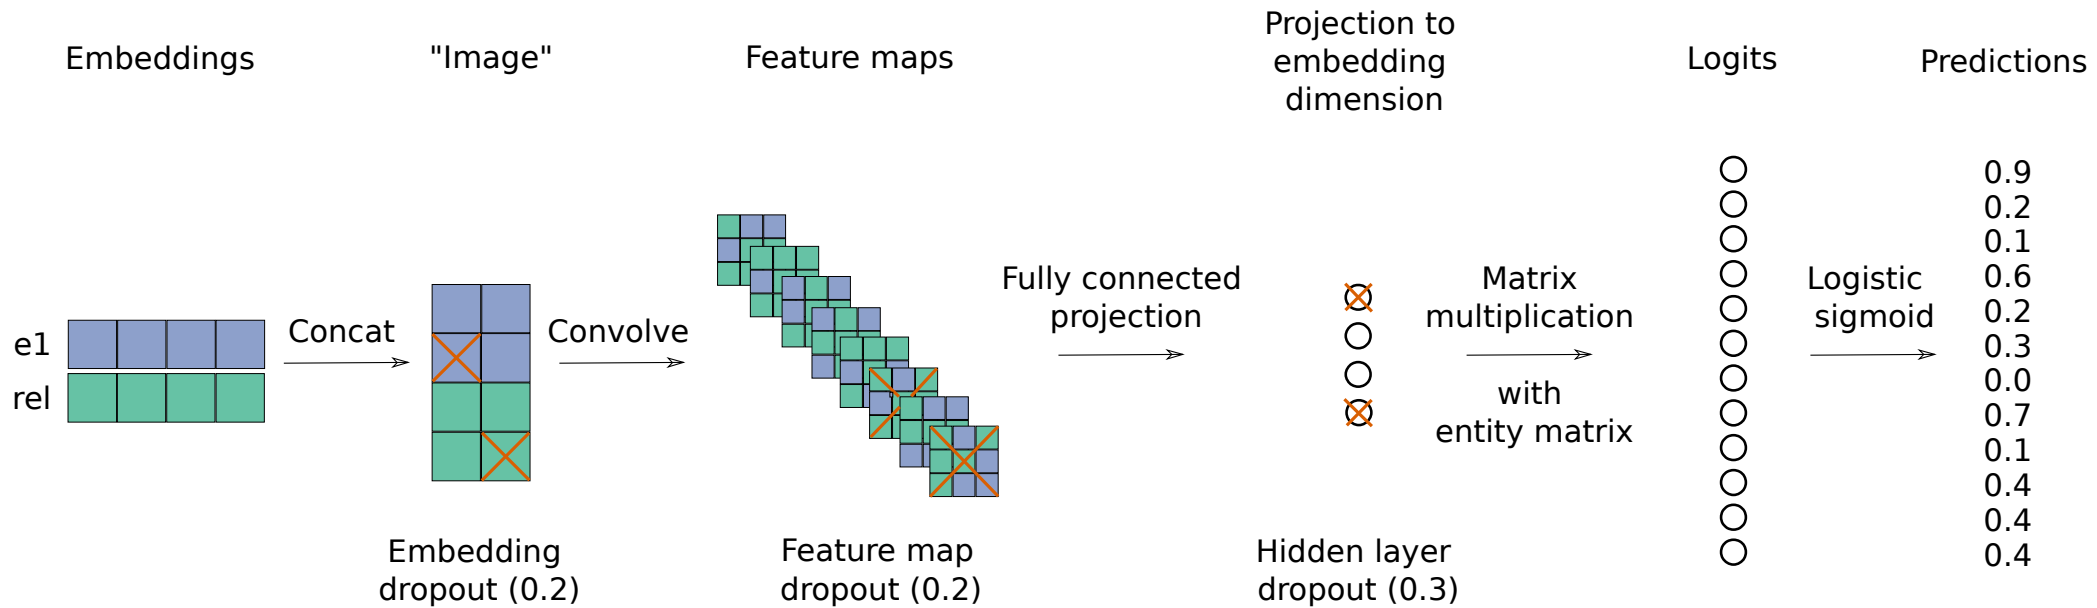 Embeddings
"Image"
Feature maps
Projection to
embedding
dimension
Logits
Predictions
e1
rel
Concat
Convolve
Fully connected
projection
Matrix
multiplication
with
entity matrix
Logistic
sigmoid
0.9
0.2
0.1
0.6
0.2
0.3
0.0
0.7
0.1
0.4
0.4
0.4
Embedding
dropout (0.2)
Feature map
dropout (0.2)
Hidden layer
dropout (0.3)